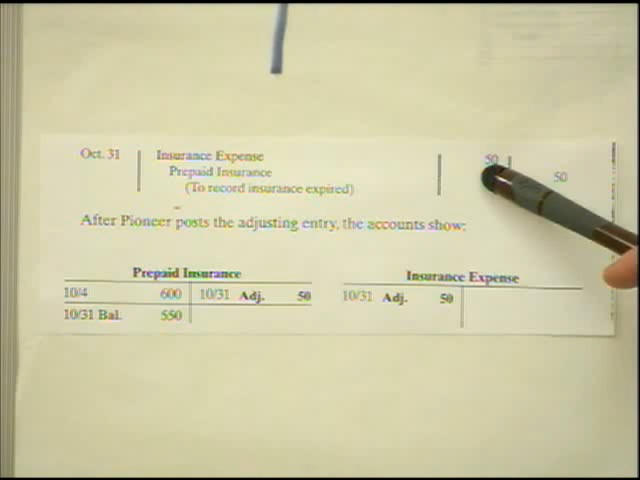 Oct. 31 Insurance Expense 50
Prepaid Insurance 50
(To record insurance expired)
After Pioneer posts the adjusting entry, the accounts show:
Prepaid Insurance
10/4 600 10/31 Adj. 50
10/31 Bal. 550
Insurance Expense
10/31 Adj. 50